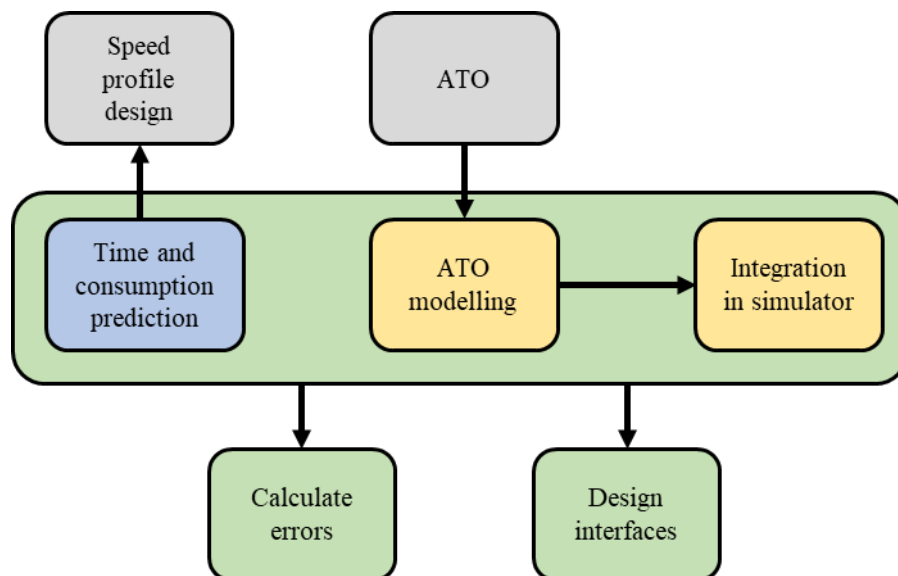 Speed
profile
design
ATO
Time and
consumption
prediction
ATO
modelling
Integration
in simulator
Calculate
errors
Design
interfaces